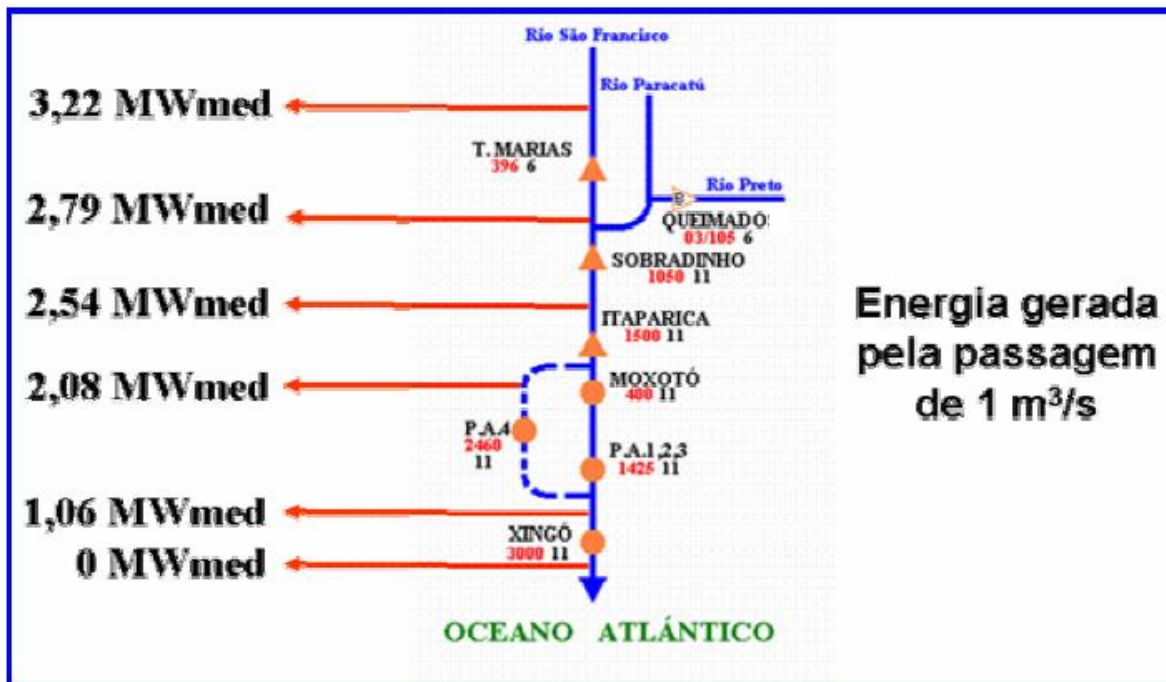 Rio São Francisco
Rio Paracatú
3,22 MWmed
T. MARIAS
396 6
Rio Preto
2,79 MWmed
QUEIMADOS
03/105 6
SOBRADINHO
1050 11
2,54 MWmed
ITAPARICA
1500 11
Energia gerada
pela passagem
de 1 m³/s
2,08 MWmed
MOXOTÓ
400 11
P.A.4
2460
11
P.A.1,2,3
1425 11
1,06 MWmed
XINGÓ
3000 11
0 MWmed
OCEANO ATLÁNTICO